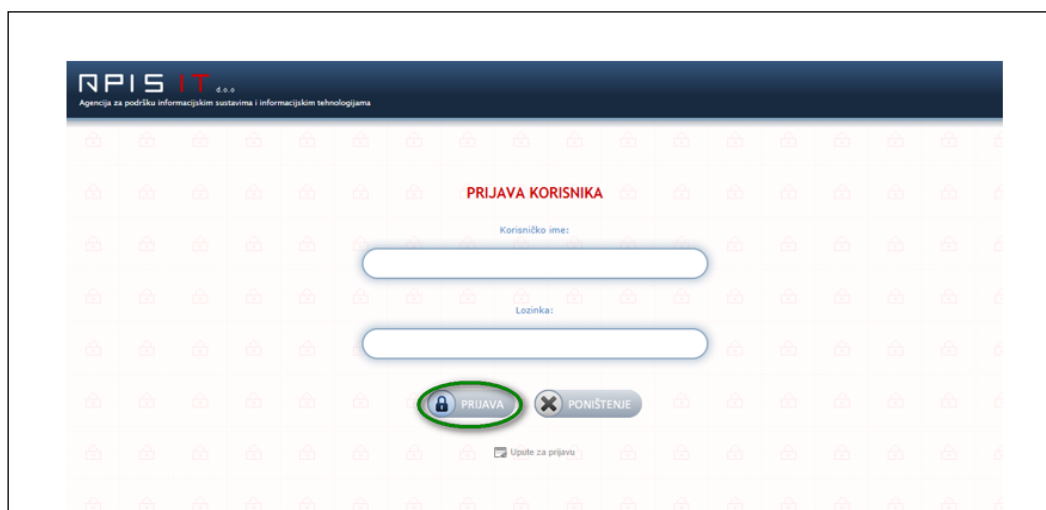 APIS IT d.o.o
Agencija za podršku informacijskim sustavima i informacijskim tehnologijama
PRIJAVA KORISNIKA
Korisničko ime:
Lozinka:
PRIJAVA PONIŠTENJE
Upute za prijavu